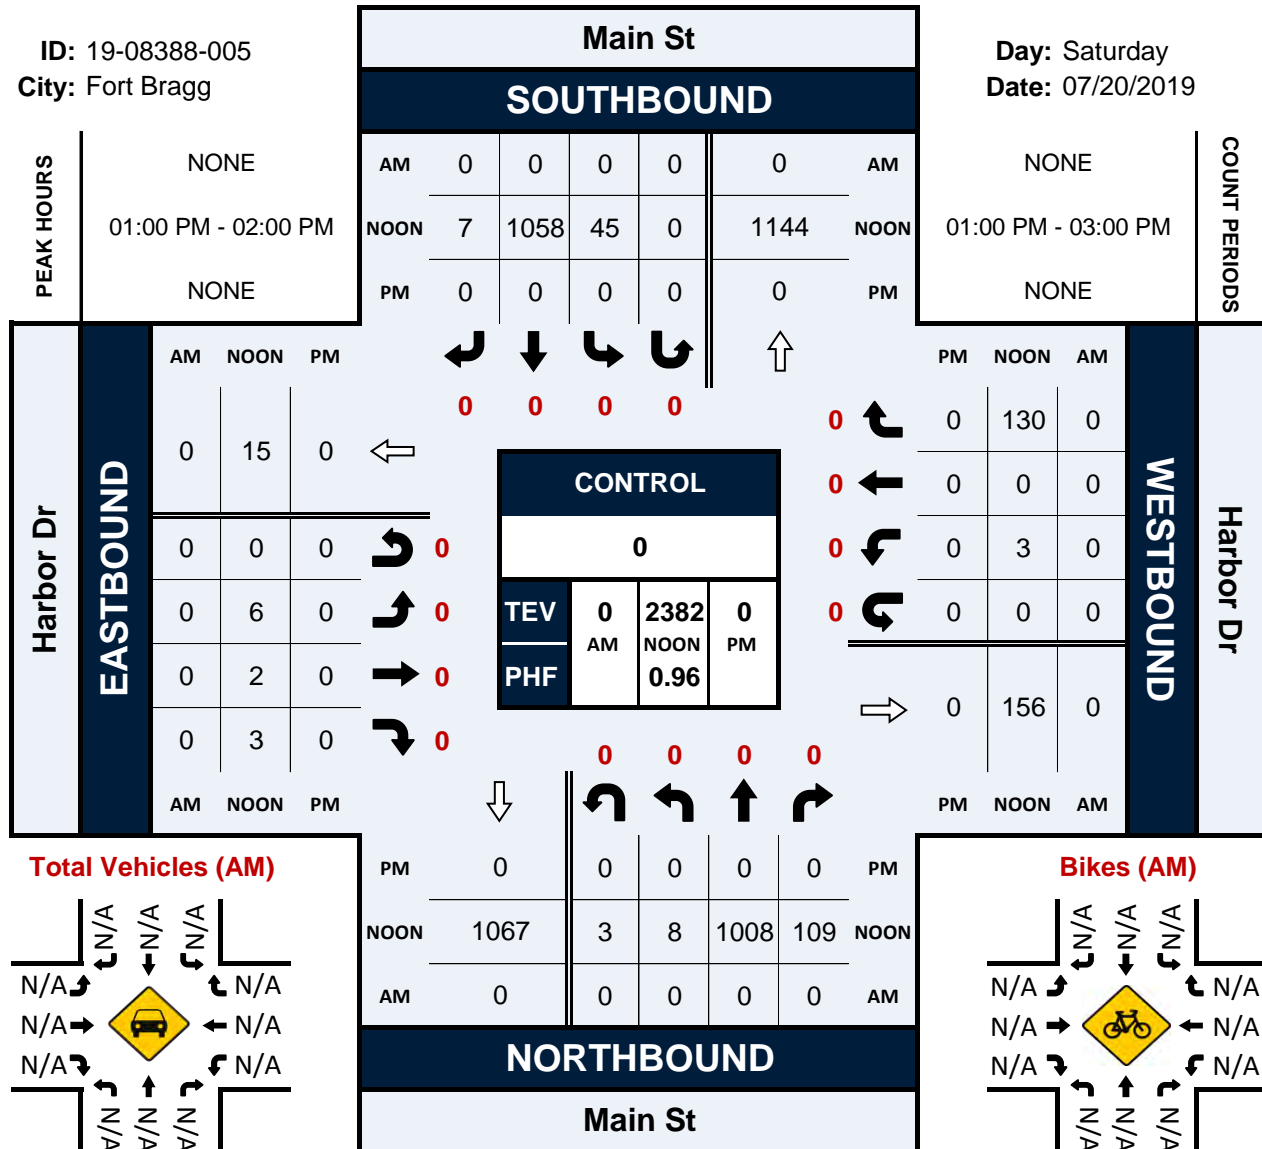 Main St
ID: 19-08388-005
Day: Saturday
City: Fort Bragg
SOUTHBOUND
Date: 07/20/2019
PEAK HOURS
NONE
AM 0 0 0 0 0 AM
NONE
COUNT PERIODS
01:00 PM - 02:00 PM
NOON 7 1058 45 0 1144 NOON
01:00 PM - 03:00 PM
NONE
PM 0 0 0 0 0 PM
NONE
AM NOON PM
PM NOON AM
0 0 0 0
0 0 130 0
0 15 0
0 0 0 0
Harbor Dr
EASTBOUND
CONTROL
WESTBOUND
Harbor Dr
0 0 0 0
0
0 0 3 0
0 6 0 0
TEV 0 2382 0
0 0 0 0
AM NOON PM
0 2 0 0
PHF 0.96
0 156 0
0 3 0 0
0 0 0 0
AM NOON PM
PM NOON AM
Total Vehicles (AM)
PM 0 0 0 0 0 PM
Bikes (AM)
NOON 1067 3 8 1008 109 NOON
AM 0 0 0 0 0 AM
N/A N/A N/A
N/A N/A
N/A N/A
N/A N/A
N/A N/A N/A
N/A N/A N/A
N/A N/A
N/A N/A
N/A N/A
N/A N/A N/A
NORTHBOUND
Main St